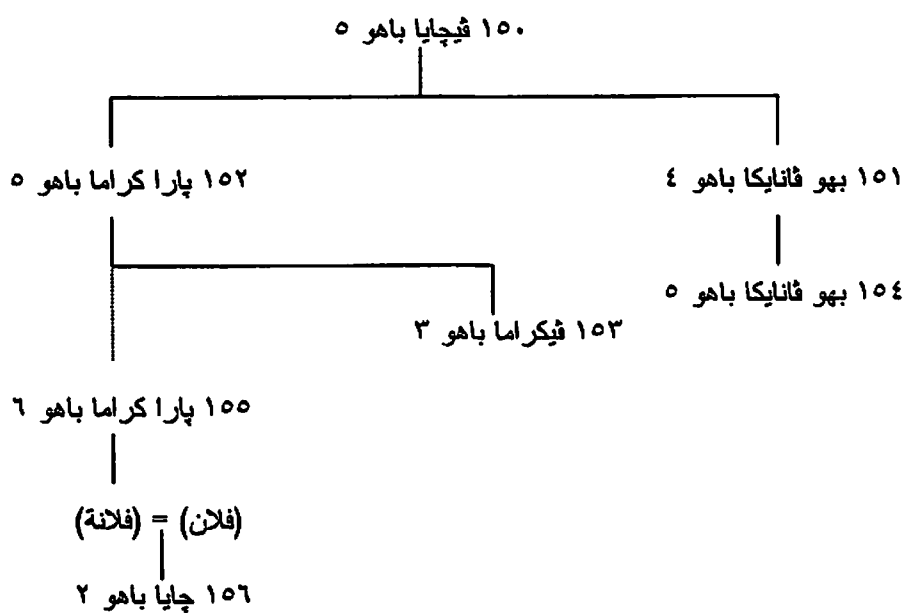 ١٥٠ ڤيچايا باهو ٥
١٥١ بهو ڤانايكا باهو ٤
١٥٢ پارا كراما باهو ٥
١٥٤ بهو ڤانايكا باهو ٥
١٥٣ ڤيكراما باهو ٣
١٥٥ پارا كراما باهو ٦
(فلان) = (فلانة)
١٥٦ چايا باهو ٢